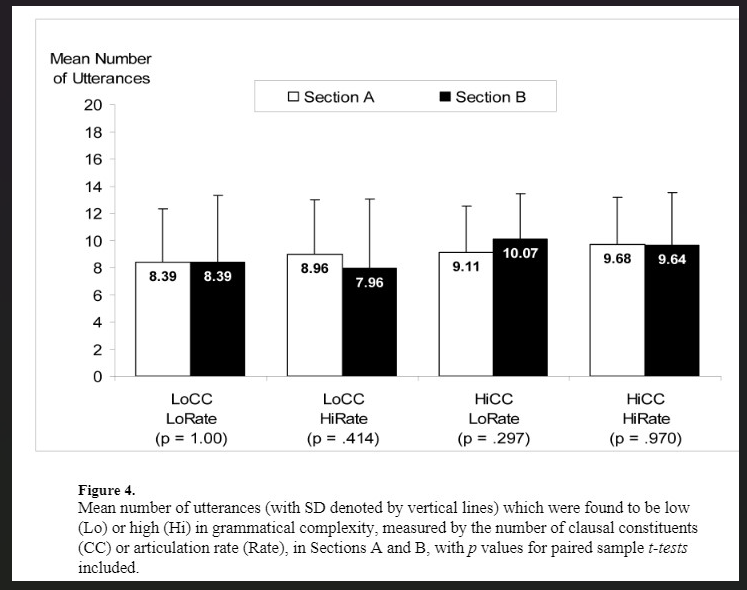 Mean Number
of Utterances
Section A
Section B
20
18
16
14
12
10
8
6
4
2
0
8.39
8.39
8.96
7.96
9.11
10.07
9.68
9.64
LoCC
LoRate
(p = 1.00)
LoCC
HiRate
(p = .414)
HiCC
LoRate
(p = .297)
HiCC
HiRate
(p = .970)
Figure 4.
Mean number of utterances (with SD denoted by vertical lines) which were found to be low
(Lo) or high (Hi) in grammatical complexity, measured by the number of clausal constituents
(CC) or articulation rate (Rate), in Sections A and B, with p values for paired sample t-tests
included.